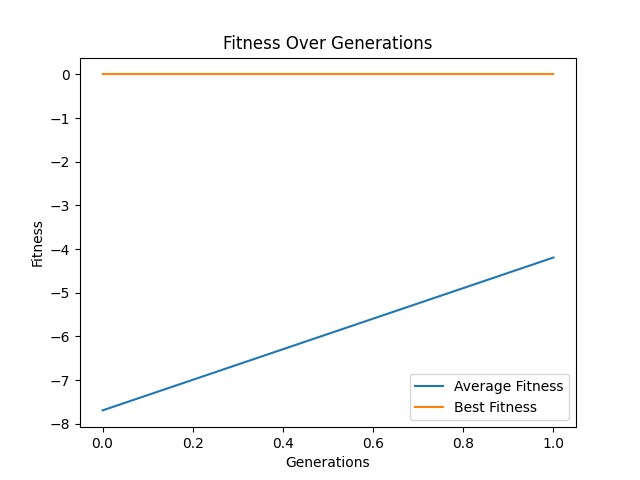 Fitness Over Generations
0
−1
−2
−3
−4
−5
−6
−7
−8
Fitness
0.0 0.2 0.4 0.6 0.8 1.0
Generations
Average Fitness
Best Fitness